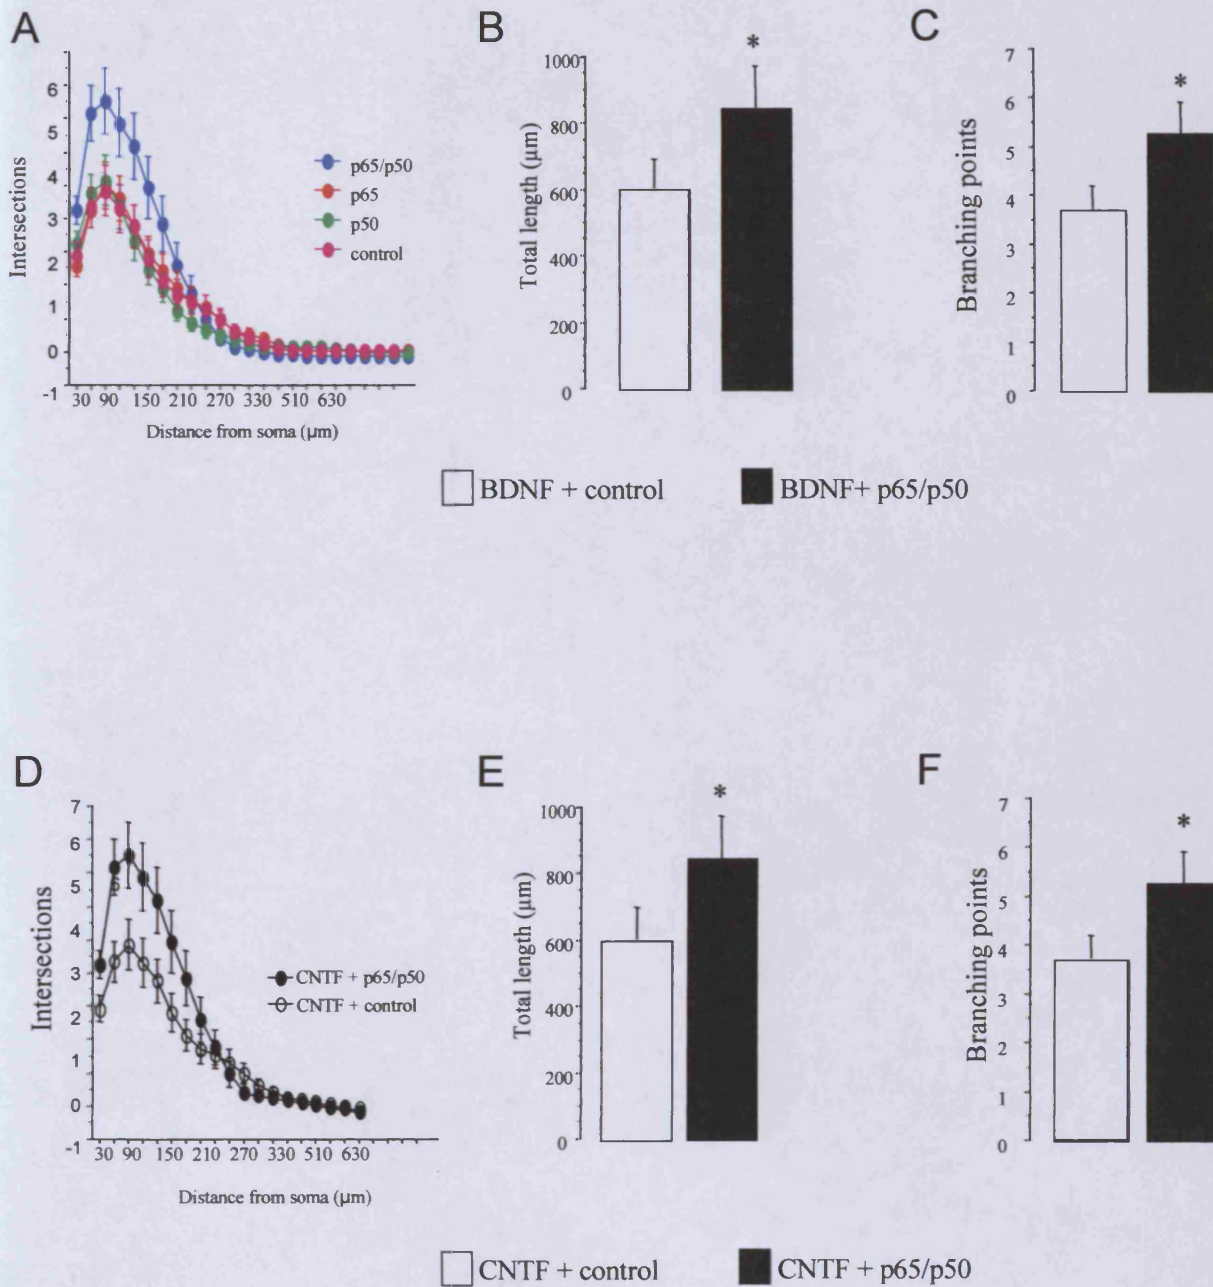 A
6
5
4
3
2
1
0
-1
Intersections
30 90 150 210 270 330 510 630
Distance from soma (µm)
p65/p50
p65
p50
control
B
*
1000
800
600
400
200
0
Total length (µm)
C
*
7
6
5
4
3
2
1
0
Branching points
BDNF + control
BDNF+ p65/p50
D
7
6
5
4
3
2
1
0
-1
Intersections
30 90 150 210 270 330 510 630
Distance from soma (µm)
CNTF + p65/p50
CNTF + control
E
*
1000
800
600
400
200
0
Total length (µm)
F
*
7
6
5
4
3
2
1
0
Branching points
CNTF + control
CNTF + p65/p50